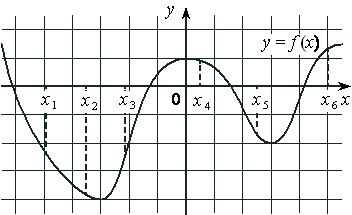 y
y = f(x)
x₁ x₂ x₃ 0 x₄ x₅ x₆ x